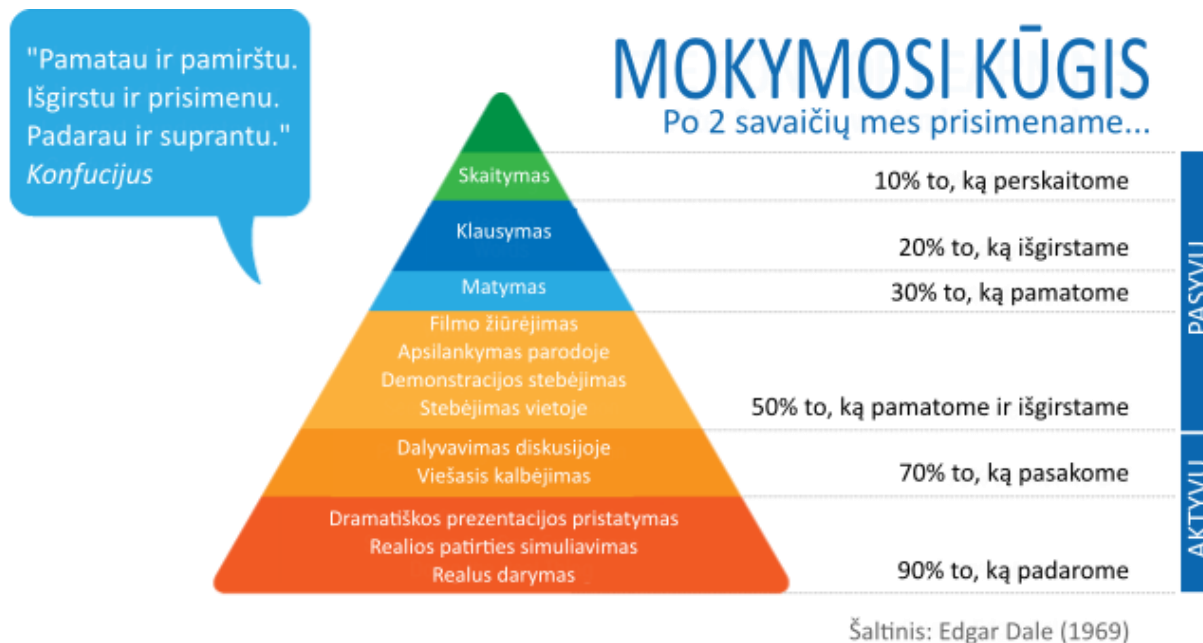 "Pamatau ir pamirštu.
Išgirstu ir prisimenu.
Padarau ir suprantu."
Konfucijus
MOKYMOSI KŪGIS
Po 2 savaičių mes prisimename...
Skaitymas
10% to, ką perskaitome
Klausymas
20% to, ką išgirstame
Matymas
30% to, ką pamatome
Filmo žiūrėjimas
Apsilankymas parodoje
Demonstracijos stebėjimas
Stebėjimas vietoje
50% to, ką pamatome ir išgirstame
PASYVU
Dalyvavimas diskusijoje
Viešasis kalbėjimas
70% to, ką pasakome
Dramatiškos prezentacijos pristatymas
Realios patirties simuliavimas
Realus darymas
90% to, ką padarome
AKTYVU
Šaltinis: Edgar Dale (1969)